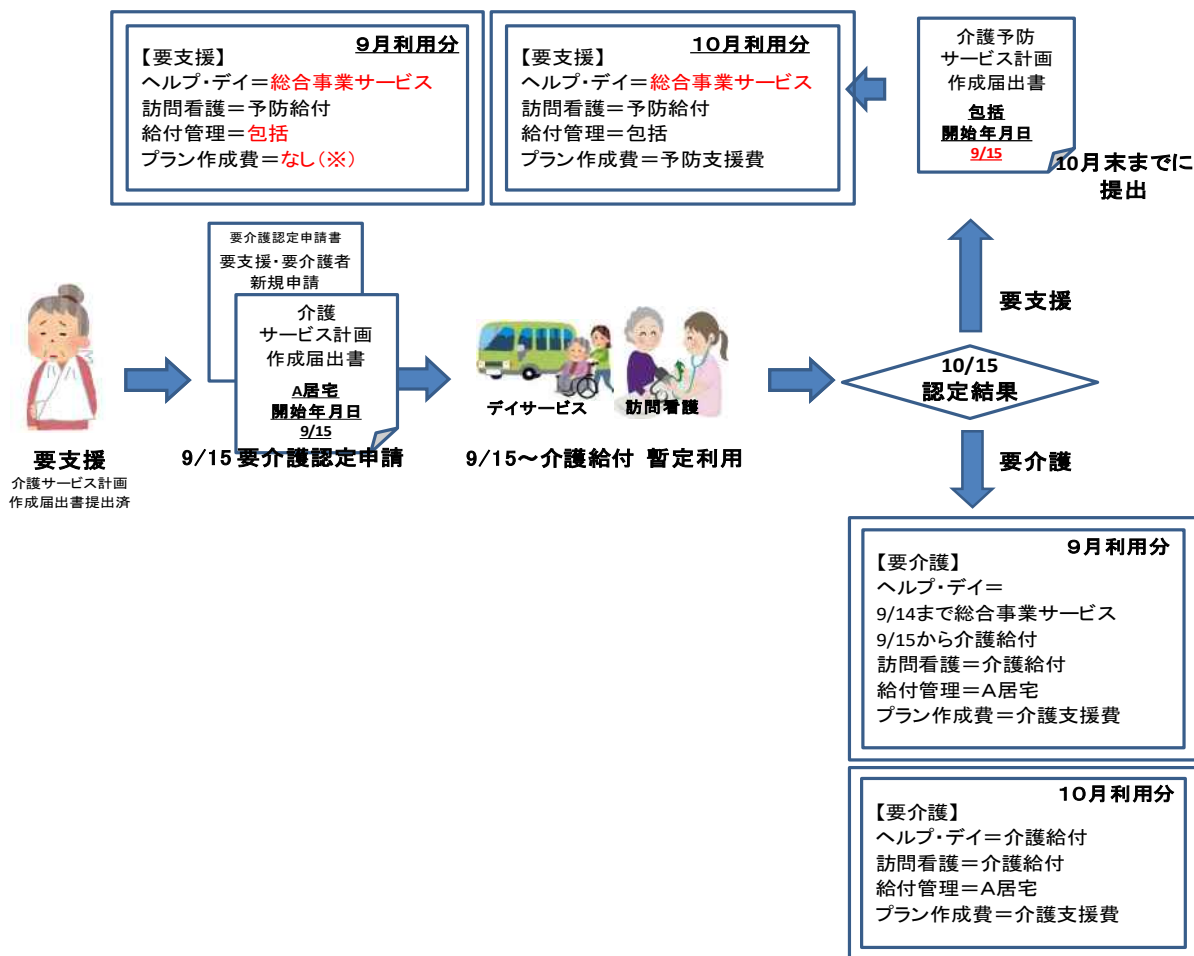 ９月利用分
【要支援】
ヘルプ・デイ＝総合事業サービス
訪問看護＝予防給付
給付管理＝包括
プラン作成費＝なし（※）
１０月利用分
【要支援】
ヘルプ・デイ＝総合事業サービス
訪問看護＝予防給付
給付管理＝包括
プラン作成費＝予防支援費
介護予防
サービス計画
作成届出書
包括
開始年月日
9/15
10月末までに
提出
要介護認定申請書
要支援・要介護者
新規申請
介護
サービス計画
作成届出書
A居宅
開始年月日
9/15
要支援
介護サービス計画
作成届出書提出済
9/15 要介護認定申請
デイサービス
訪問看護
9/15～介護給付 暫定利用
要支援
10/15
認定結果
要介護
９月利用分
【要介護】
ヘルプ・デイ＝
9/14まで総合事業サービス
9/15から介護給付
訪問看護＝介護給付
給付管理＝Ａ居宅
プラン作成費＝介護支援費
１０月利用分
【要介護】
ヘルプ・デイ＝介護給付
訪問看護＝介護給付
給付管理＝Ａ居宅
プラン作成費＝介護支援費